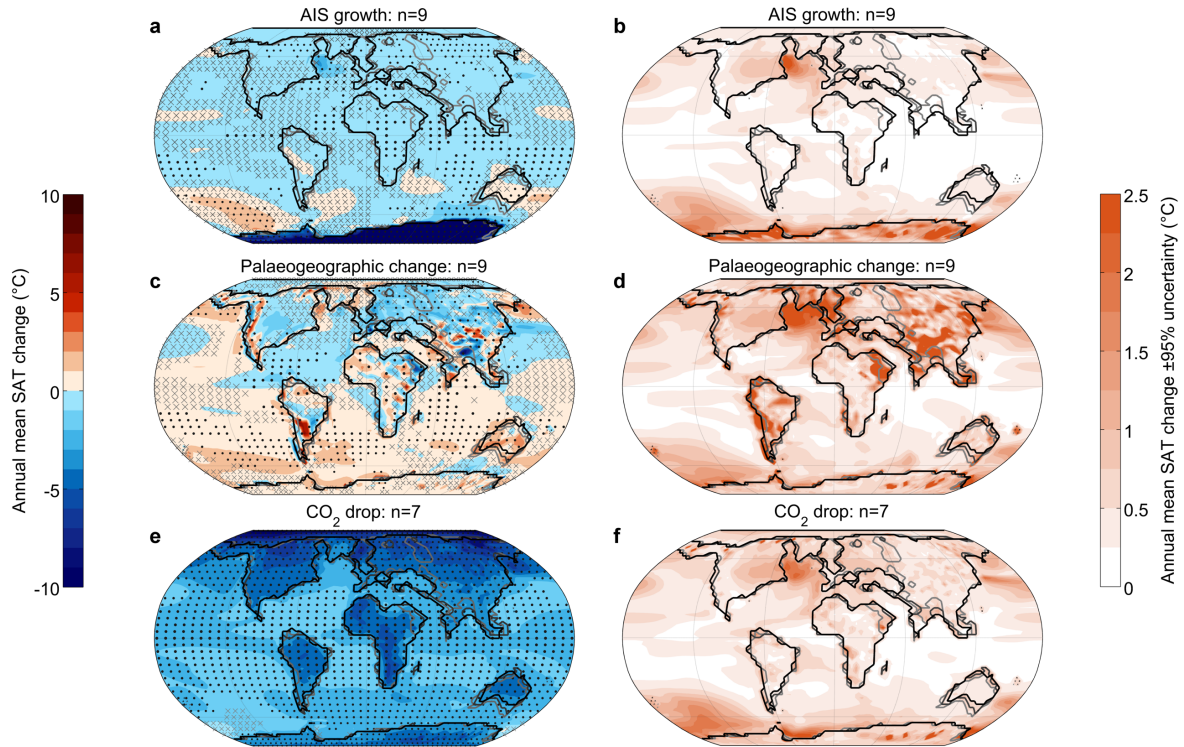 a
AIS growth: n=9
b
AIS growth: n=9
c
Palaeogeographic change: n=9
d
Palaeogeographic change: n=9
e
CO2 drop: n=7
f
CO2 drop: n=7
Annual mean SAT change (°C)
10
5
0
-5
-10
Annual mean SAT change ±95% uncertainty (°C)
2.5
2
1.5
1
0.5
0